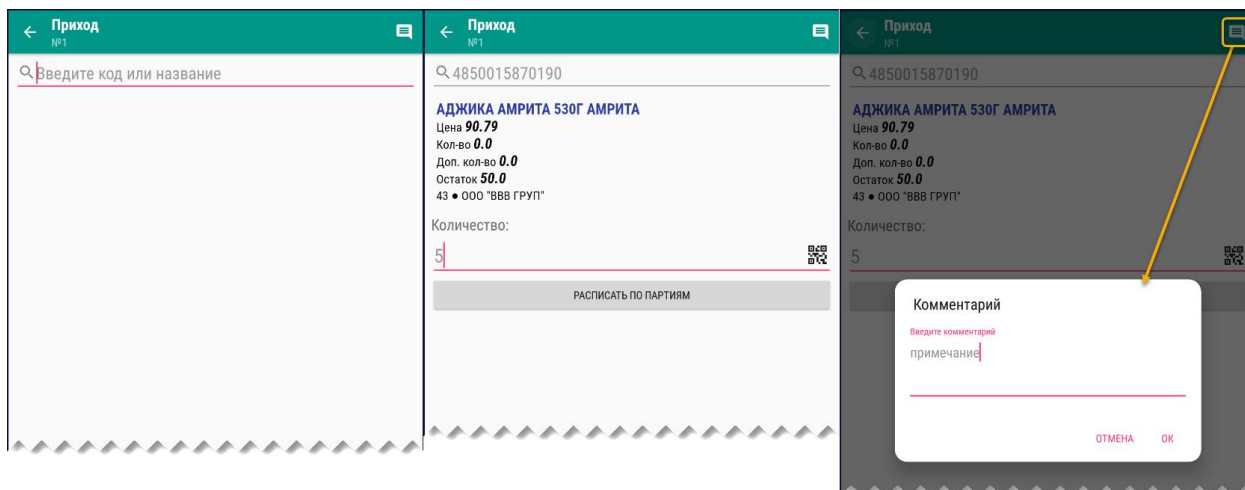 Приход
№1
Введите код или название
Приход
№1
4850015870190
АДЖИКА АМРИТА 530Г АМРИТА
Цена 90.79
Кол-во 0.0
Доп. кол-во 0.0
Остаток 50.0
43 ● ООО "ВВВ ГРУП"
Количество:
5
РАСПИСАТЬ ПО ПАРТИЯМ
Приход
№1
4850015870190
АДЖИКА АМРИТА 530Г АМРИТА
Цена 90.79
Кол-во 0.0
Доп. кол-во 0.0
Остаток 50.0
43 ● ООО "ВВВ ГРУП"
Количество:
5
Комментарий
Введите комментарий
примечание
ОТМЕНА ОК